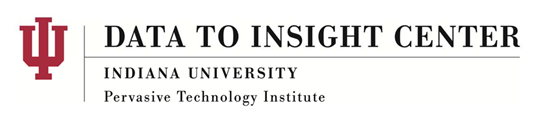 DATA TO INSIGHT CENTER
INDIANA UNIVERSITY
Pervasive Technology Institute